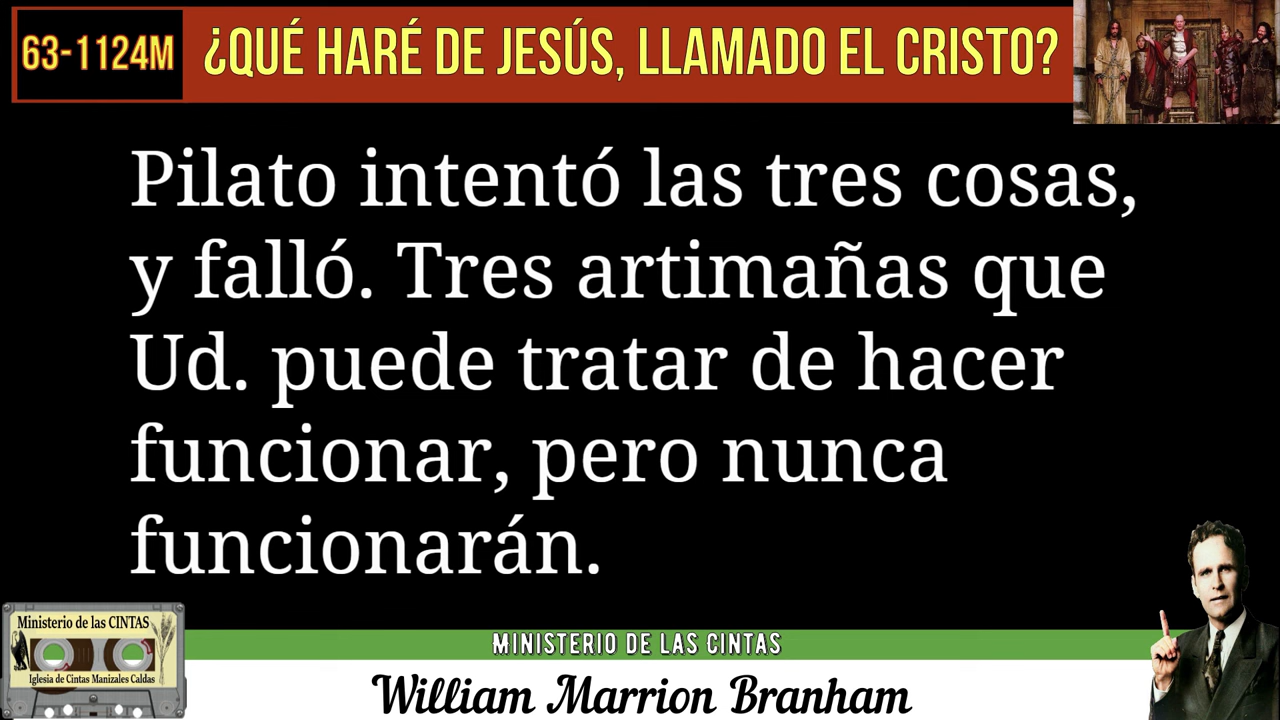 63-1124M
¿QUÉ HARÉ DE JESÚS, LLAMADO EL CRISTO?
Pilato intentó las tres cosas,
y falló. Tres artimañas que
Ud. puede tratar de hacer
funcionar, pero nunca
funcionarán.
Ministerio de las CINTAS
Iglesia de Cintas Manizales Caldas
MINISTERIO DE LAS CINTAS
William Marrion Branham